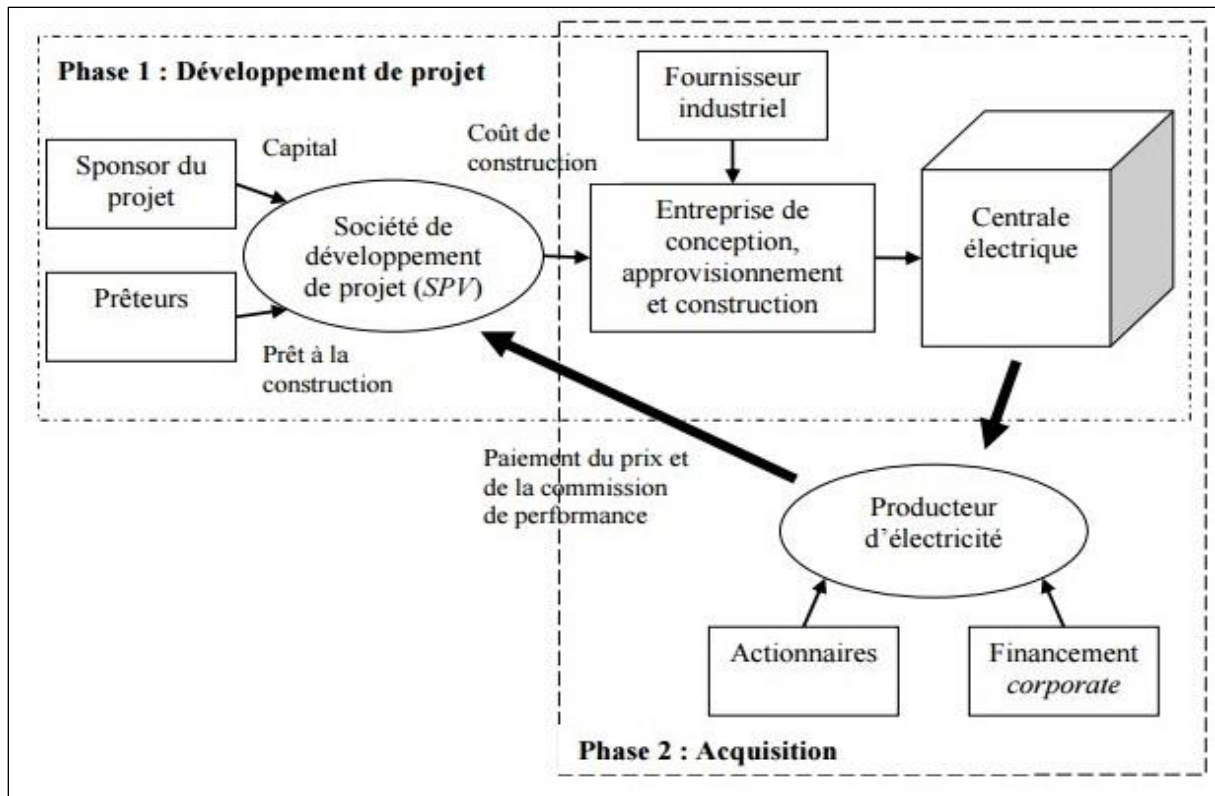 Phase 1 : Développement de projet
Fournisseur
industriel
Sponsor du
projet
Capital
Coût de
construction
Société de
développement
de projet (SPV)
Entreprise de
conception,
approvisionnement
et construction
Centrale
électrique
Prêteurs
Prêt à la
construction
Paiement du prix et
de la commission
de performance
Producteur
d'électricité
Actionnaires
Financement
corporate
Phase 2 : Acquisition